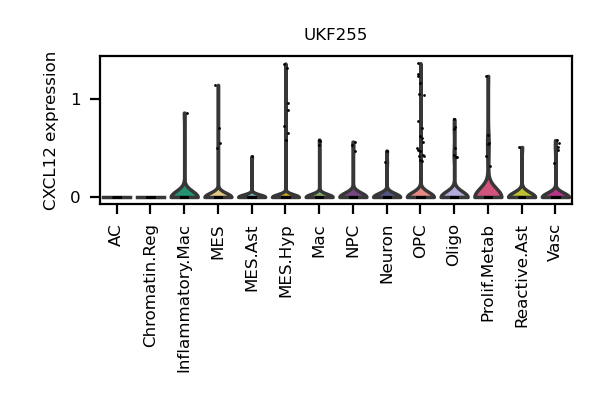 UKF255
CXCL12 expression
1
0
AC
Chromatin.Reg
Inflammatory.Mac
MES
MES.Ast
MES.Hyp
Mac
NPC
Neuron
OPC
Oligo
Prolif.Metab
Reactive.Ast
Vasc